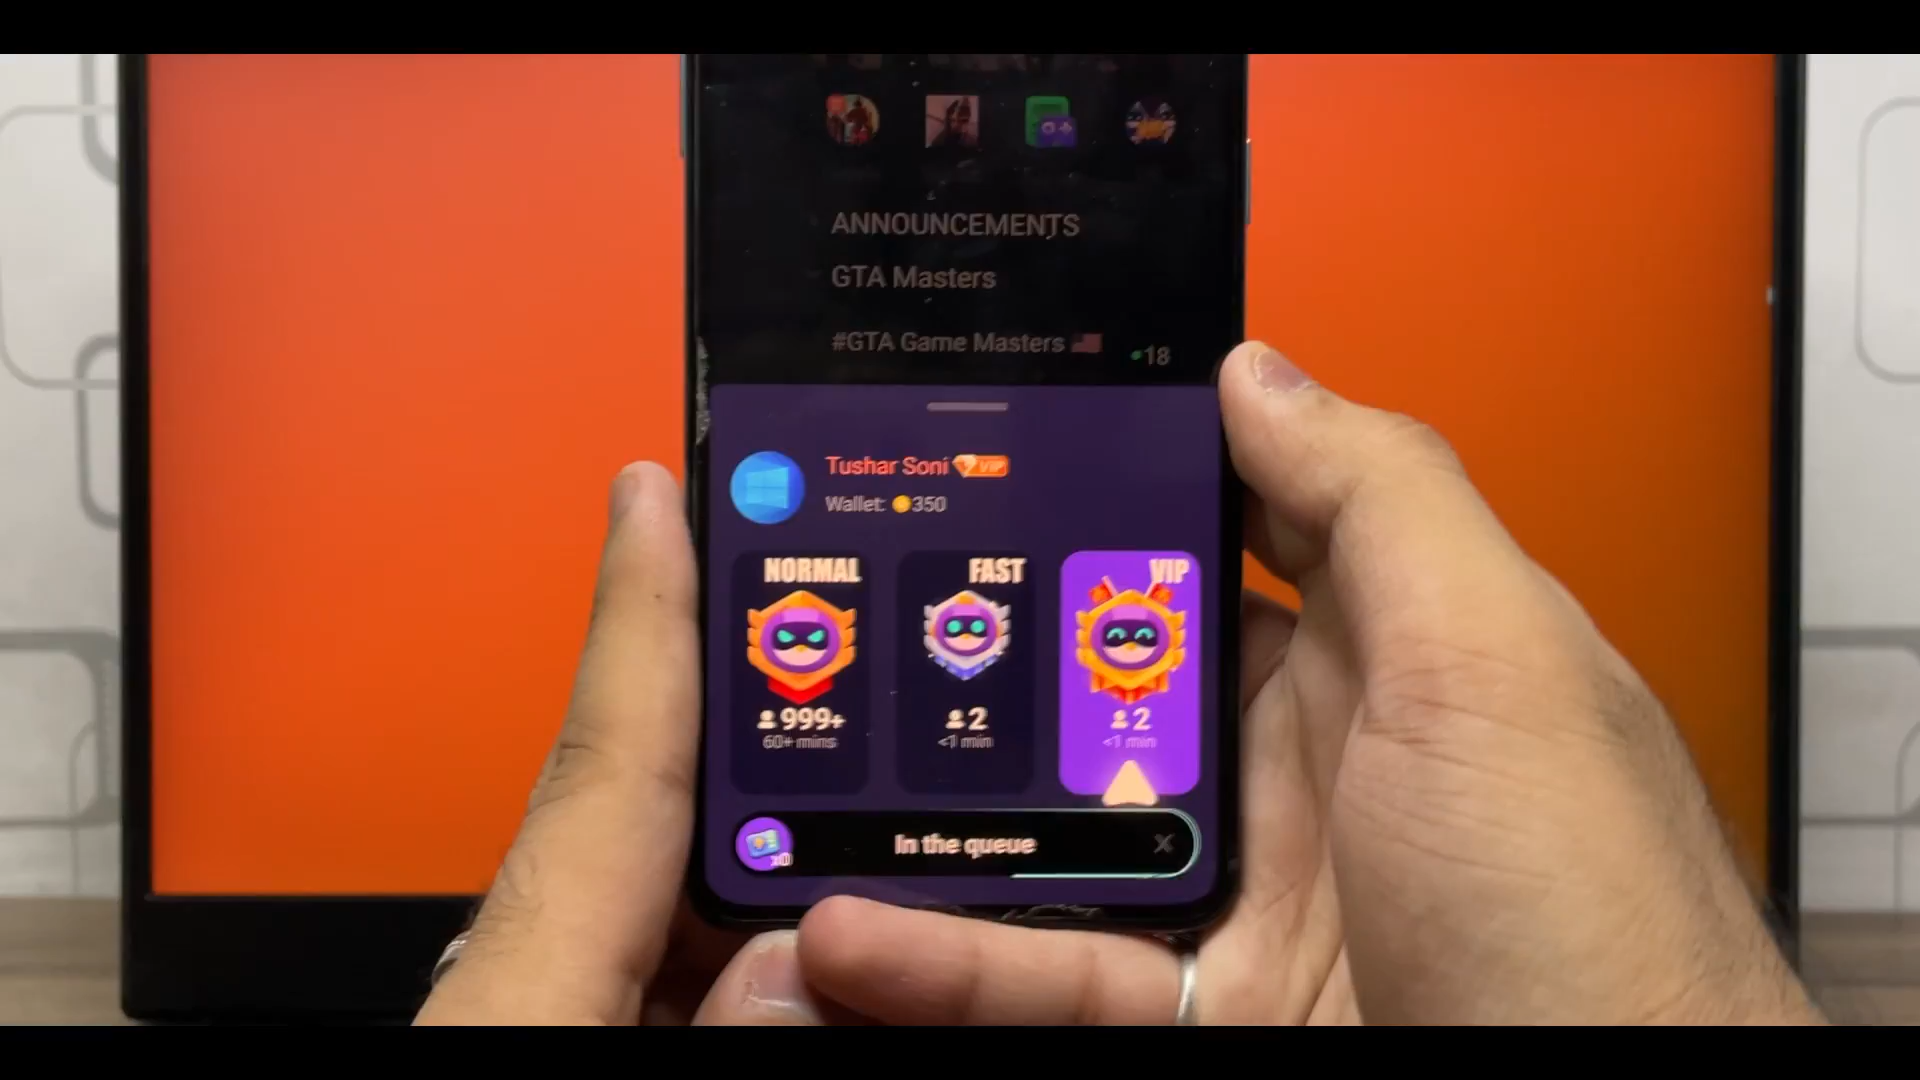 ANNOUNCEMENTS
GTA Masters
#GTA Game Masters
18
Tushar Soni VIP
Wallet: 350
NORMAL
999+
60+ mins
FAST
2
<1 min
VIP
2
<1 min
x0
In the queue